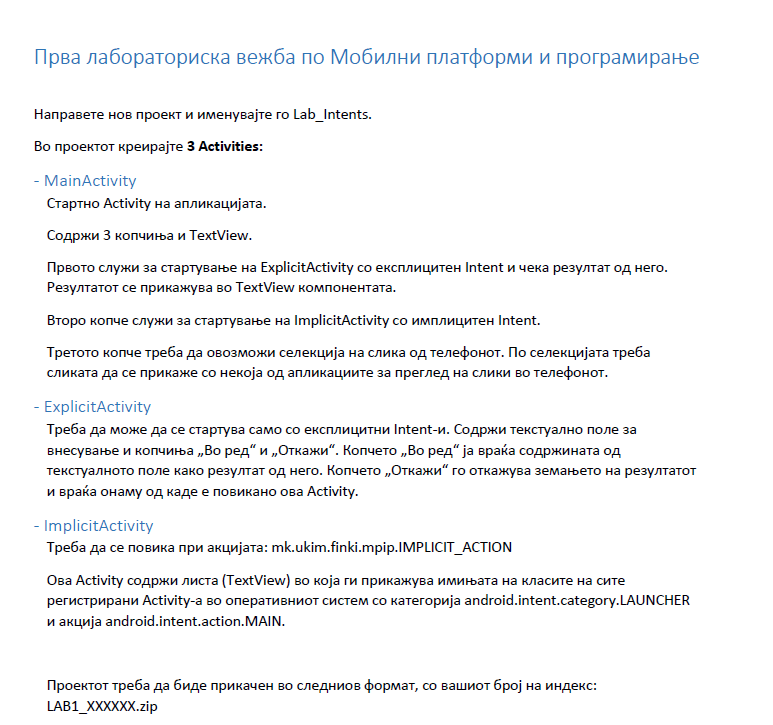 Прва лабораториска вежба по Мобилни платформи и програмирање
Направете нов проект и именувајте го Lab_Intents.
Во проектот креирајте 3 Activities:
- MainActivity
Стартно Activity на апликацијата.
Содржи 3 копчиња и TextView.
Првото служи за стартување на ExplicitActivity со експлицитен Intent и чека резултат од него.
Резултатот се прикажува во TextView компонентата.
Второ копче служи за стартување на ImplicitActivity со имплицитен Intent.
Третото копче треба да овозможи селекција на слика од телефонот. По селекцијата треба
сликата да се прикаже со некоја од апликациите за преглед на слики во телефонот.
- ExplicitActivity
Треба да може да се стартува само со експлицитни Intent-и. Содржи текстуално поле за
внесување и копчиња „Во ред“ и „Откажи“. Копчето „Во ред“ ја враќа содржината од
текстуалното поле како резултат од него. Копчето „Откажи“ го откажува земањето на резултатот
и враќа онаму од каде е повикано ова Activity.
- ImplicitActivity
Треба да се повика при акцијата: mk.ukim.finki.mpip.IMPLICIT_ACTION
Ова Activity содржи листа (TextView) во која ги прикажува имињата на класите на сите
регистрирани Activity-а во оперативниот систем со категорија android.intent.category.LAUNCHER
и акција android.intent.action.MAIN.
Проектот треба да биде прикачен во следниов формат, со вашиот број на индекс:
LAB1_XXXXXX.zip